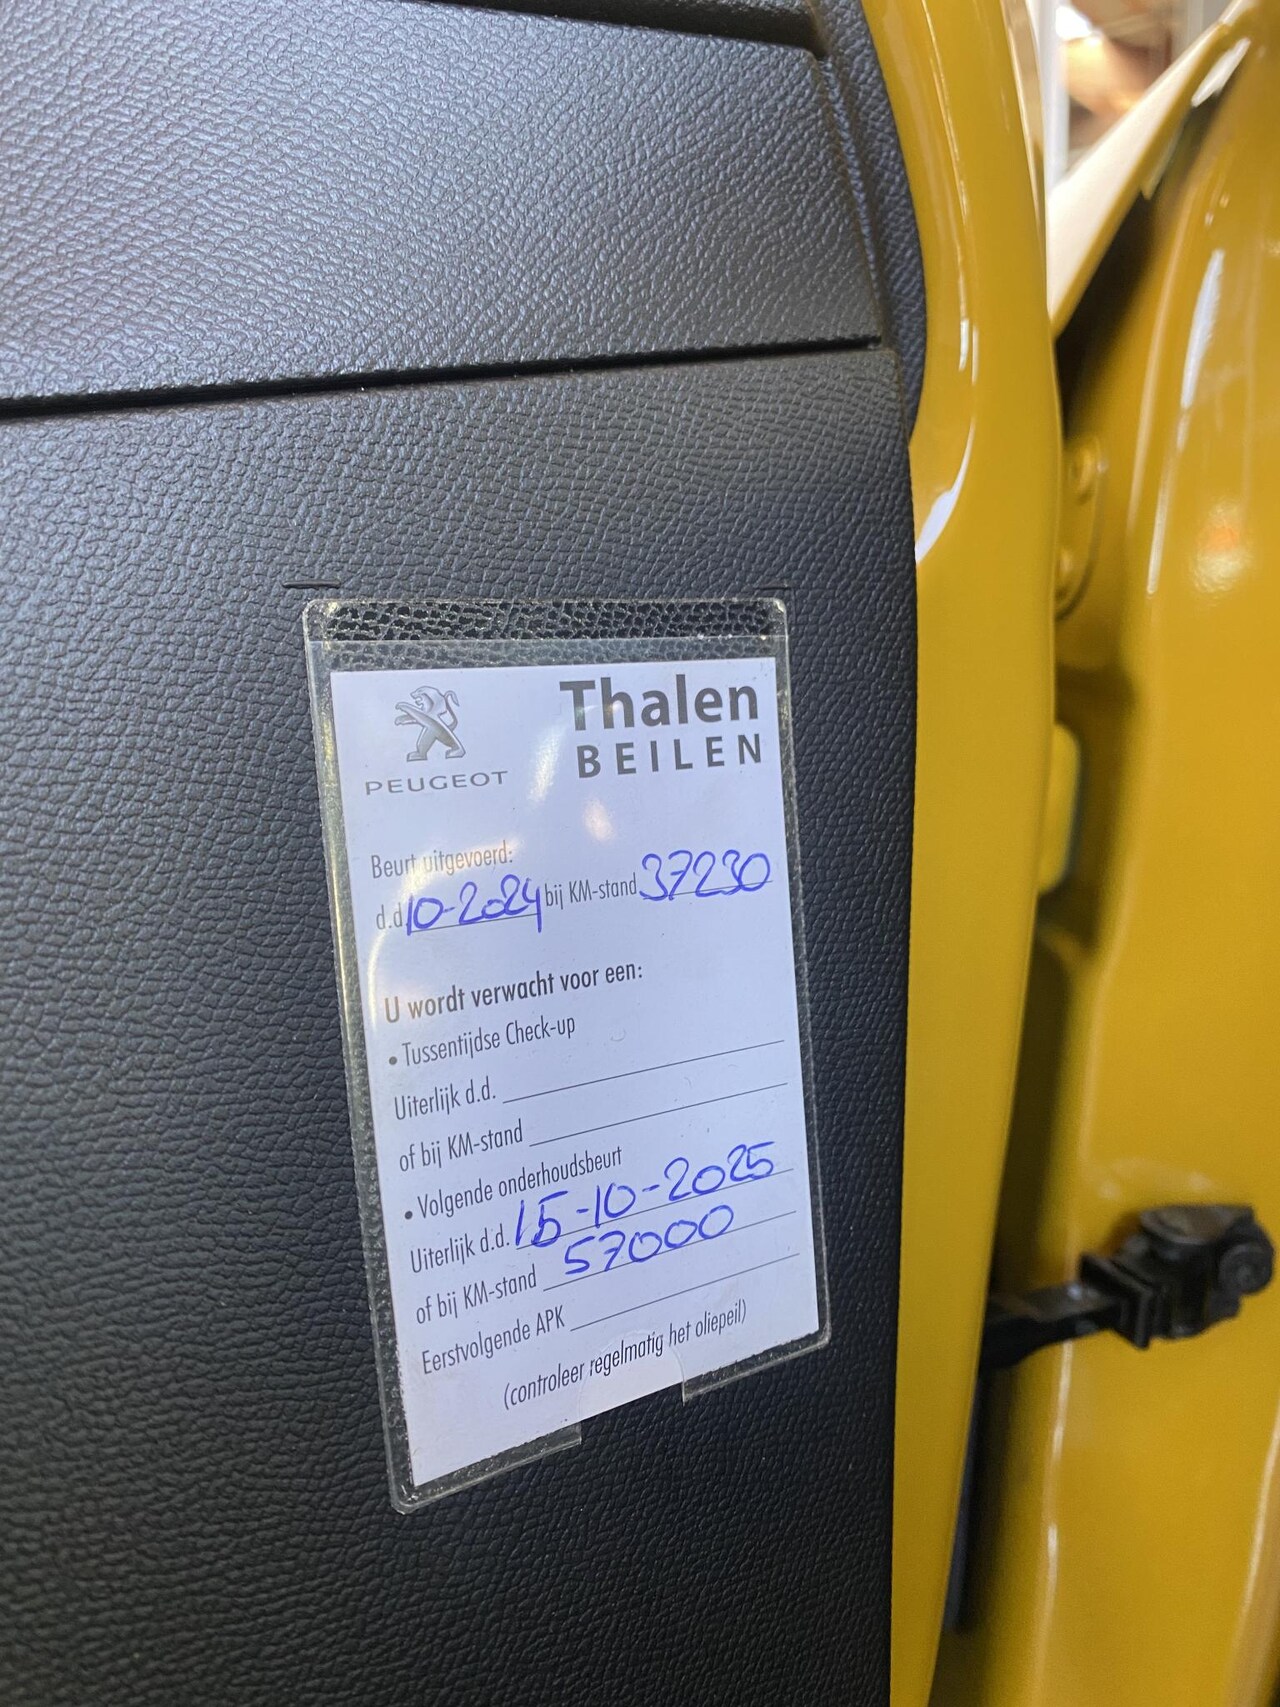 PEUGEOT
Thalen
BEILEN
Beurt uitgevoerd:
d.d 10-2024 bij KM-stand 37230
U wordt verwacht voor een:
• Tussentijdse Check-up
Uiterlijk d.d.
of bij KM-stand
• Volgende onderhoudsbeurt
Uiterlijk d.d. 15-10-2025
of bij KM-stand 57000
Eerstvolgende APK
(controleer regelmatig het oliepeil)